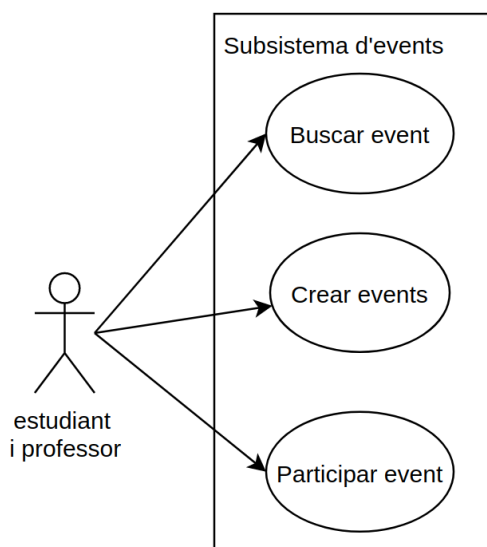 Subsistema d'events
Buscar event
Crear events
estudiant
i professor
Participar event